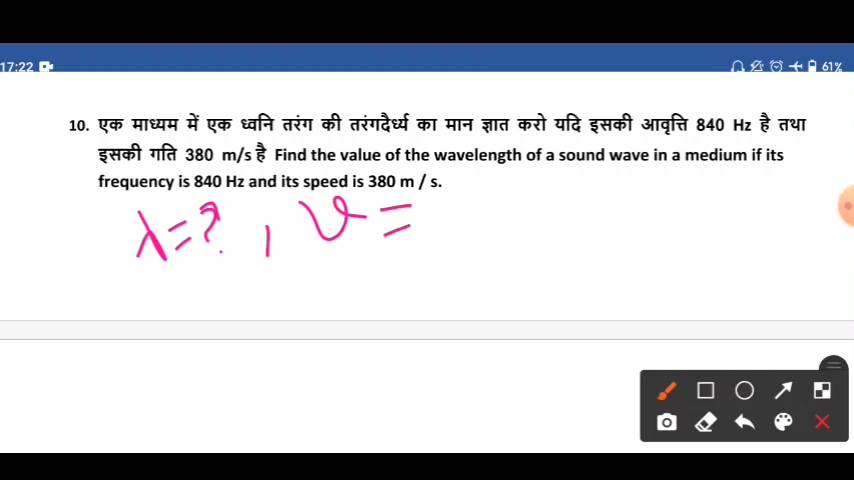 17:22
61%
10. एक माध्यम में एक ध्वनि तरंग की तरंगदैर्ध्य का मान ज्ञात करो यदि इसकी आवृत्ति 840 Hz है तथा
इसकी गति 380 m/s है Find the value of the wavelength of a sound wave in a medium if its
frequency is 840 Hz and its speed is 380 m / s.
λ=? , υ =